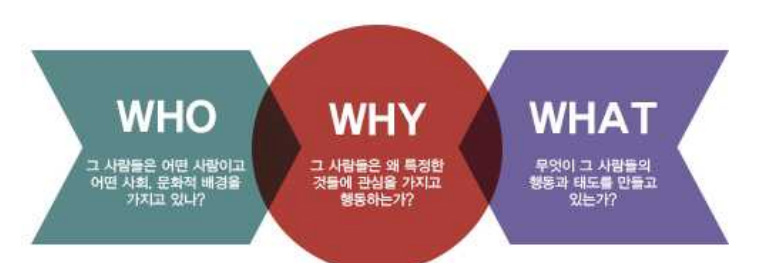 WHO
그 사람들은 어떤 사람이고
어떤 사회, 문화적 배경을
가지고 있나?
WHY
그 사람들은 왜 특정한
것들에 관심을 가지고
행동하는가?
WHAT
무엇이 그 사람들의
행동과 태도를 만들고
있는가?